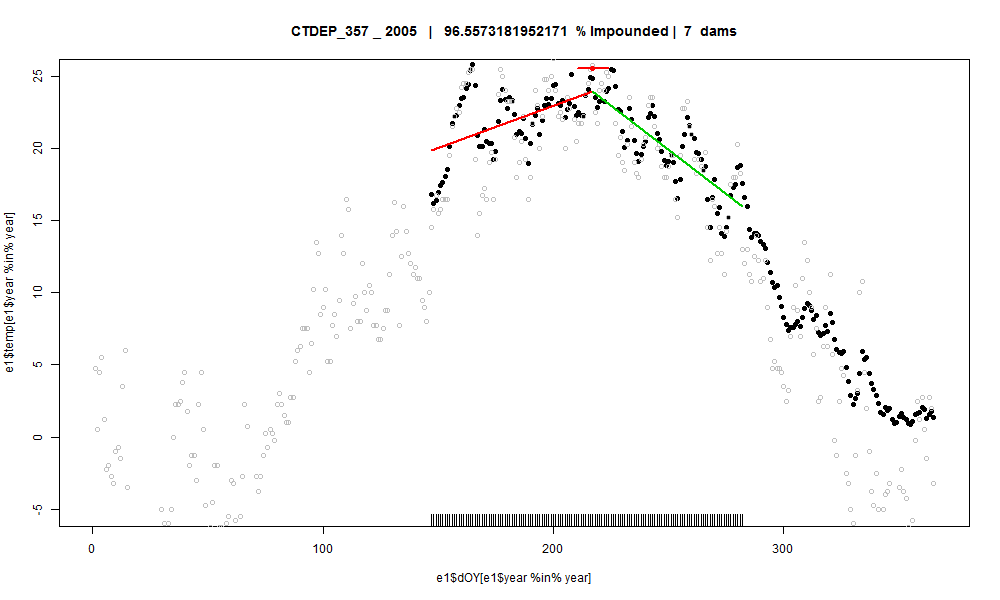 CTDEP_357 _ 2005 | 96.5573181952171 % Impounded | 7 dams
e1$temp[e1$year %in% year]
25
20
15
10
5
0
-5
0 100 200 300
e1$dOY[e1$year %in% year]